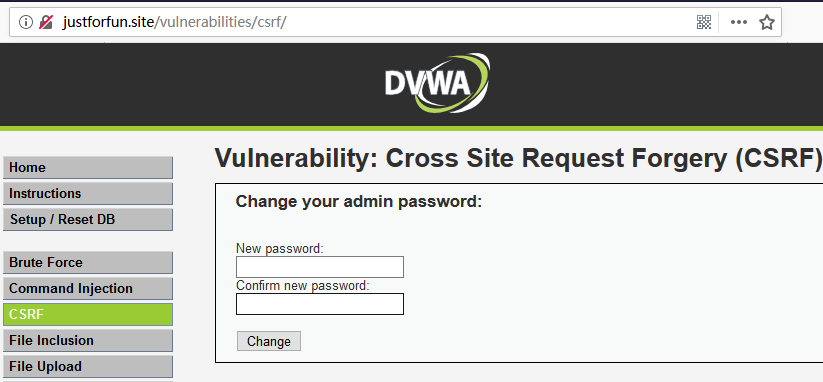 justforfun.site/vulnerabilities/csrf/
DVWA
Home
Instructions
Setup / Reset DB
Brute Force
Command Injection
CSRF
File Inclusion
File Upload
Vulnerability: Cross Site Request Forgery (CSRF)
Change your admin password:
New password:
Confirm new password:
Change